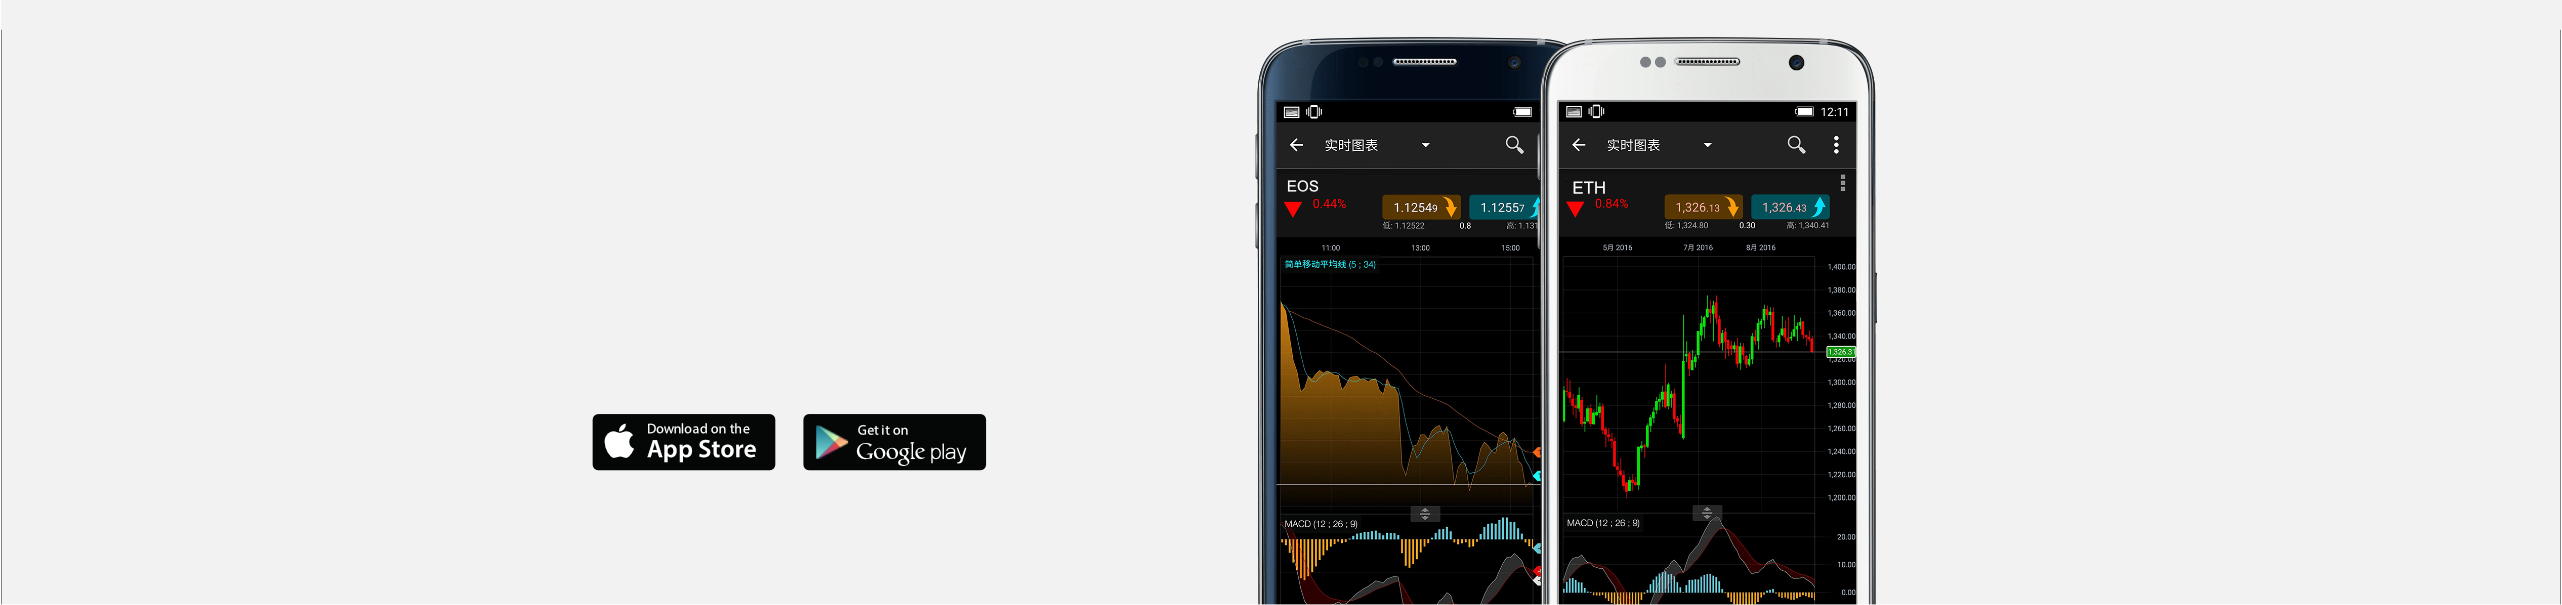 Download on the
App Store
Get it on
Google play
实时图表
EOS
0.44%
1.12549
1.12557
低: 1.12522
0.8
高: 1.131
11:00
13:00
15:00
简单移动平均线 (5 ; 34)
MACD (12 ; 26 ; 9)
12:11
实时图表
ETH
0.84%
1,326.13
1,326.43
低: 1,324.80
0.30
高: 1,340.41
5月 2016
7月 2016
8月 2016
1,400.00
1,380.00
1,360.00
1,340.00
1,326.31
1,320.00
1,300.00
1,280.00
1,260.00
1,240.00
1,220.00
1,200.00
MACD (12 ; 26 ; 9)
20.00
10.00
0.00